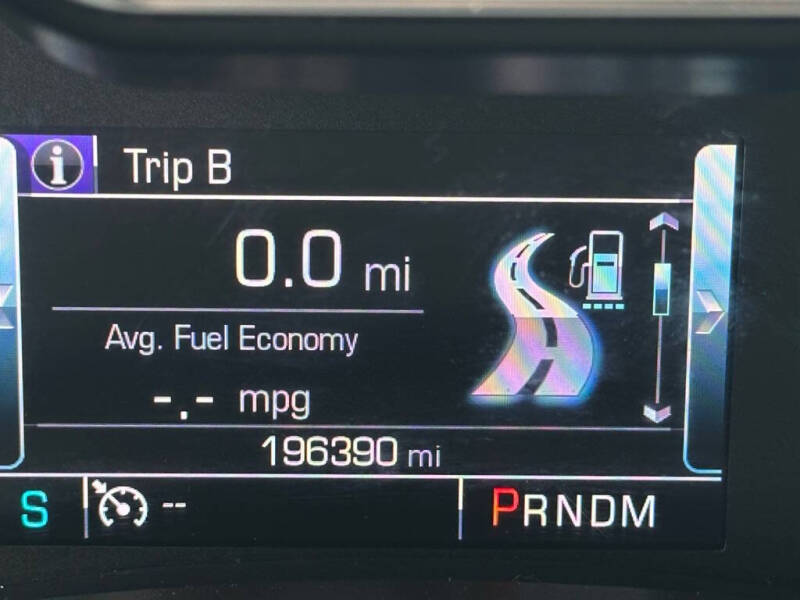 i Trip B
0.0 mi
Avg. Fuel Economy
-.- mpg
196390 mi
S -- PRNDM